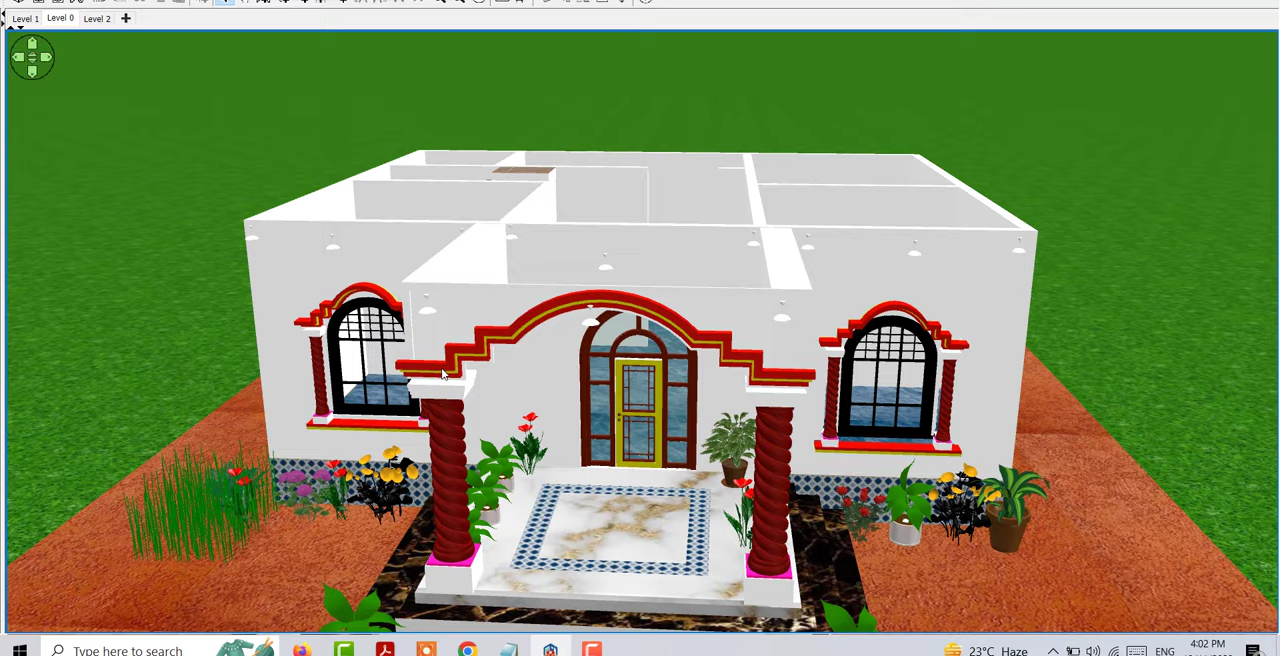 Level 1 Level 0 Level 2
Type here to search
23°C Haze
ENG
4:02 PM